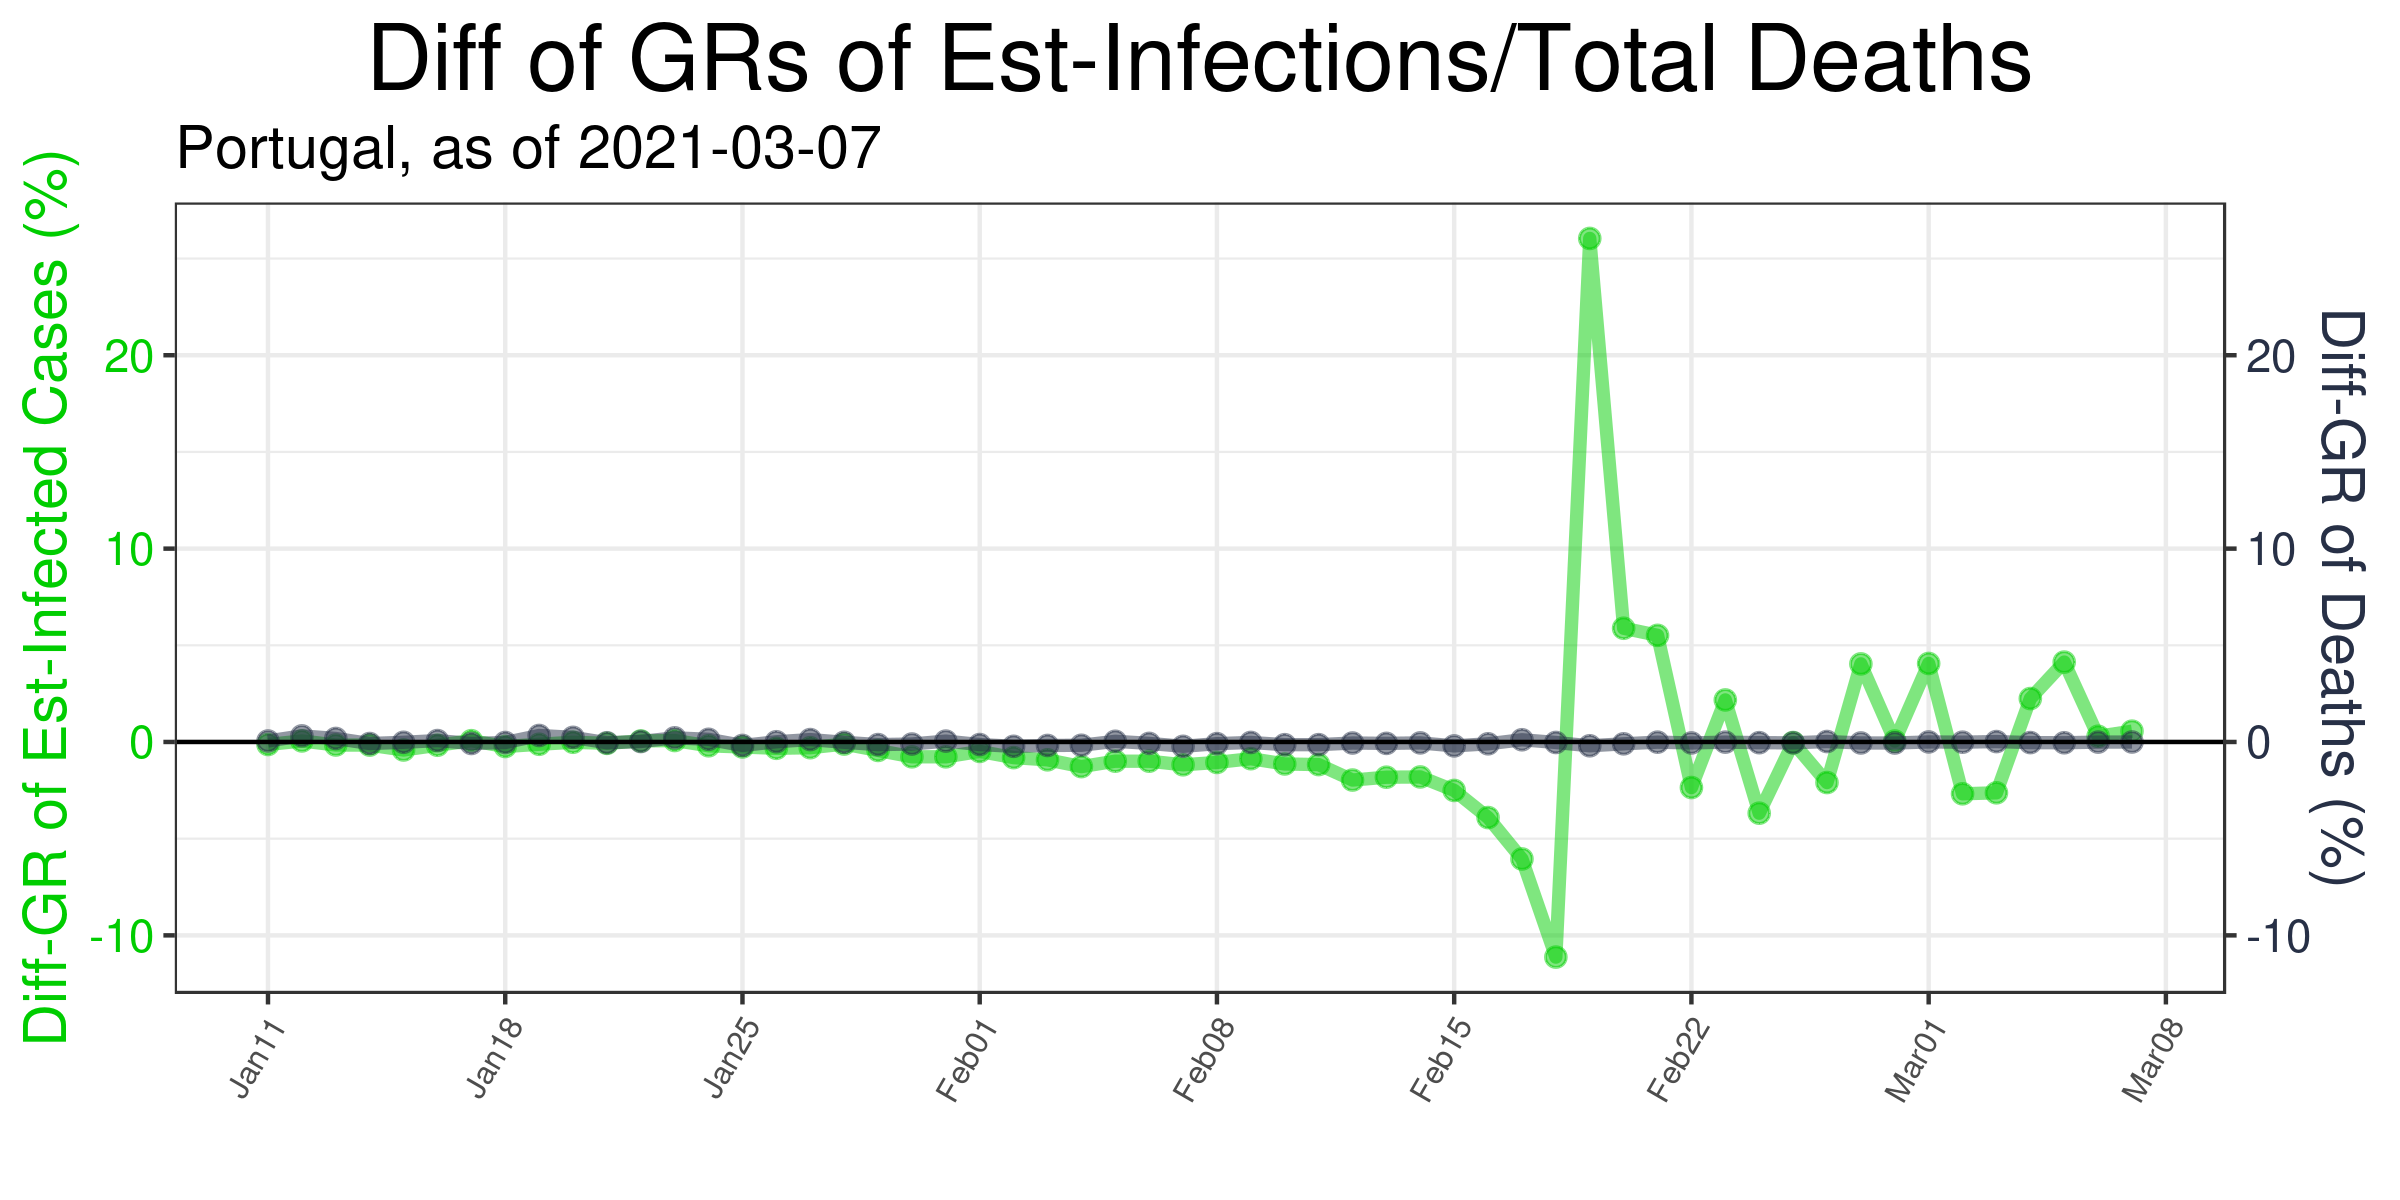 Diff of GRs of Est-Infections/Total Deaths
Portugal, as of 2021-03-07
Diff-GR of Est-Infected Cases (%)
20
10
0
-10
20
10
0
-10
Diff-GR of Deaths (%)
Jan11
Jan18
Jan25
Feb01
Feb08
Feb15
Feb22
Mar01
Mar08